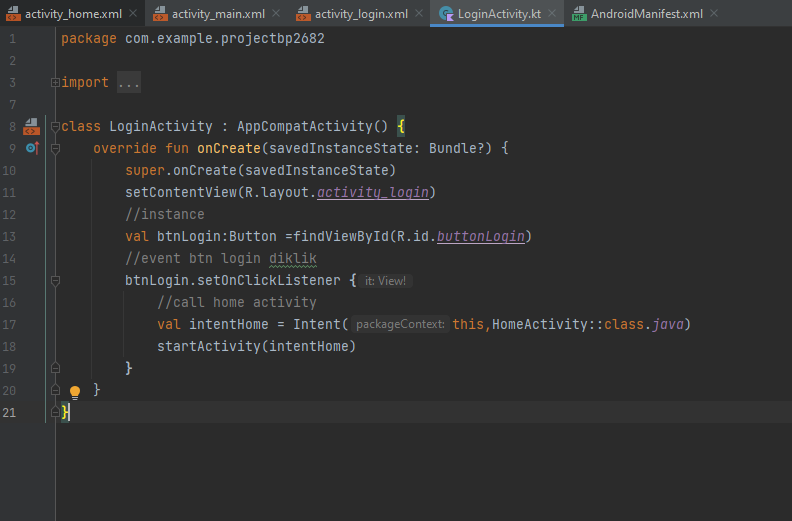 activity_home.xml activity_main.xml activity_login.xml LoginActivity.kt AndroidManifest.xml
1 package com.example.projectbp2682
2
3 import ...
7
8 class LoginActivity : AppCompatActivity() {
9 override fun onCreate(savedInstanceState: Bundle?) {
10 super.onCreate(savedInstanceState)
11 setContentView(R.layout.activity_login)
12 //instance
13 val btnLogin:Button =findViewById(R.id.buttonLogin)
14 //event btn login diklik
15 btnLogin.setOnClickListener { it: View!
16 //call home activity
17 val intentHome = Intent( packageContext: this,HomeActivity::class.java)
18 startActivity(intentHome)
19 }
20 }
21 }